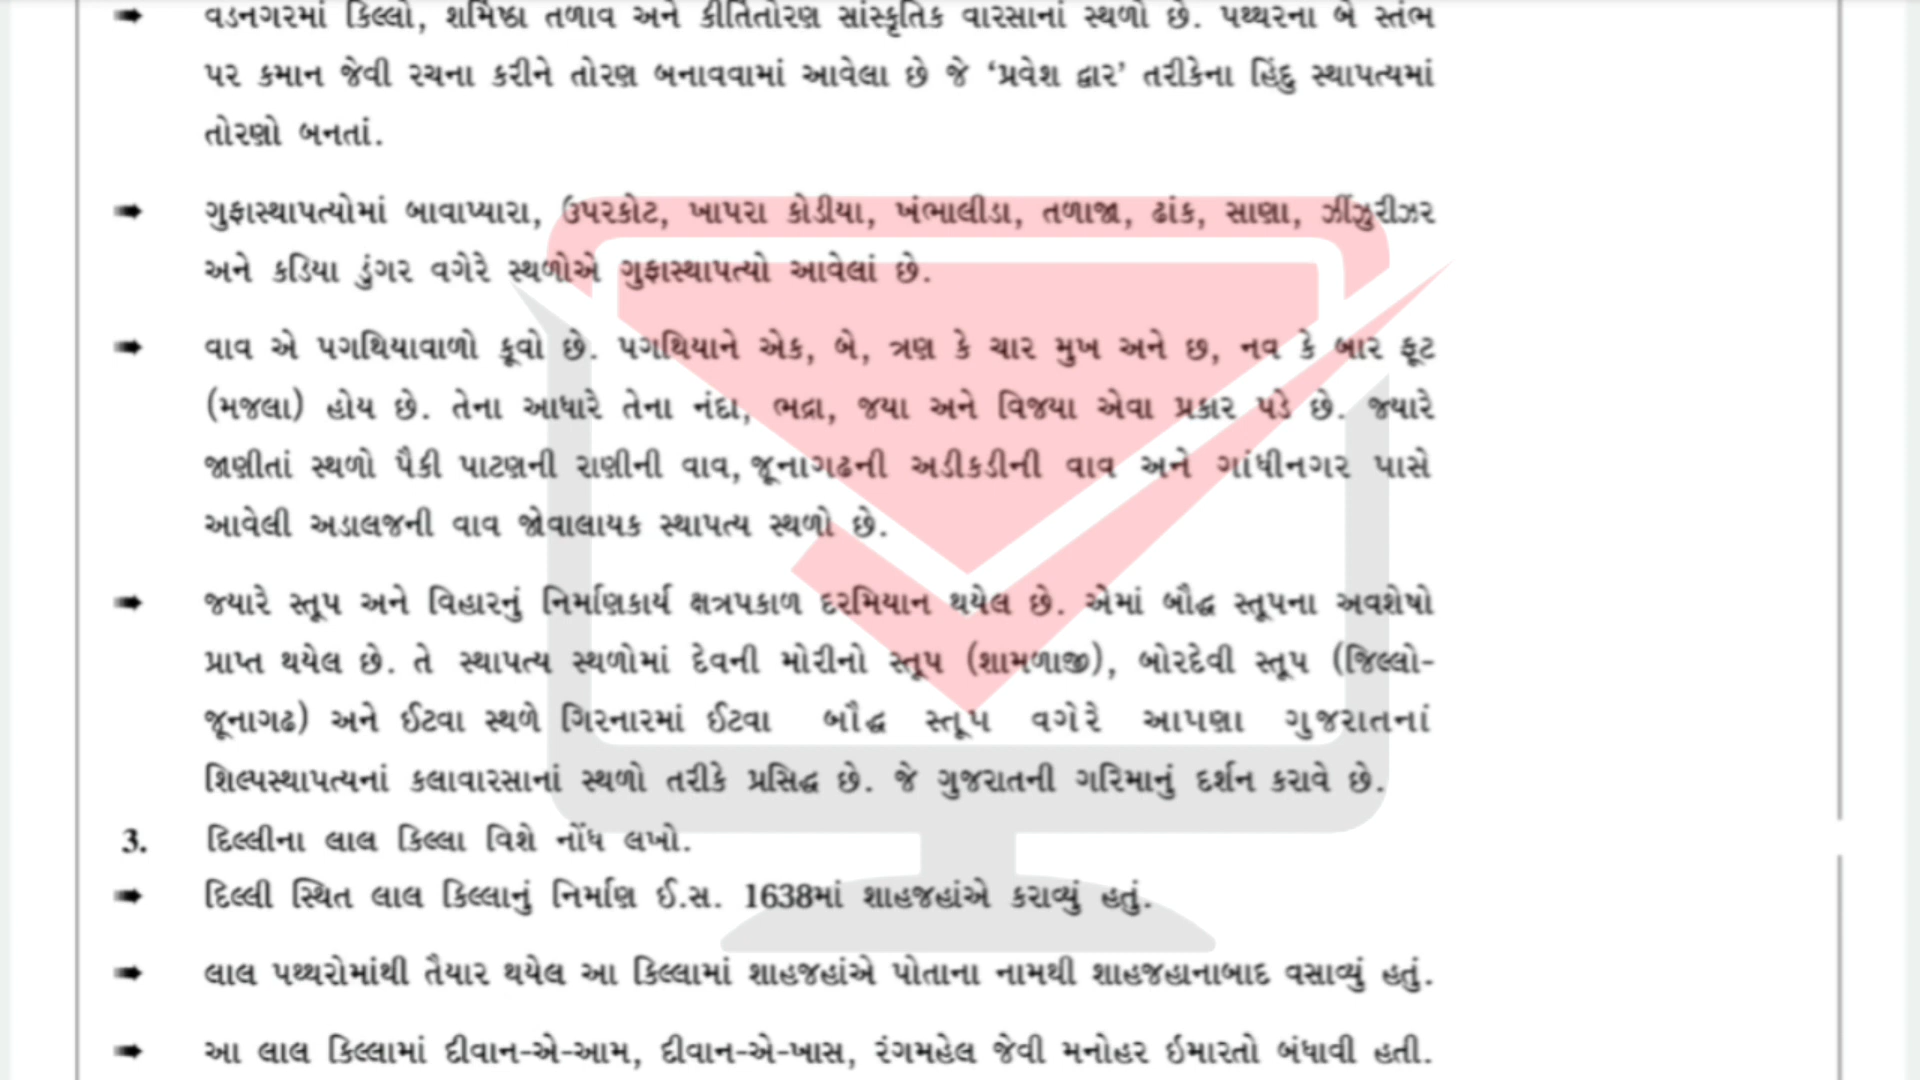 ➡ વડનગરમાં કિલ્લો, શર્મિષ્ઠા તળાવ અને કીર્તિતોરણ સાંસ્કૃતિક વારસાનાં સ્થળો છે. પથ્થરના બે સ્તંભ
પર કમાન જેવી રચના કરીને તોરણ બનાવવામાં આવેલા છે જે ‘પ્રવેશ દ્વાર’ તરીકેના હિંદુ સ્થાપત્યમાં
તોરણો બનતાં.
➡ ગુફાસ્થાપત્યોમાં બાવાપ્યારા, ઉપરકોટ, ખાપરા કોડીયા, ખંભાલીડા, તળાજા, ઢાંક, સાણા, ઝીંઝુરીઝર
અને કડિયા ડુંગર વગેરે સ્થળોએ ગુફાસ્થાપત્યો આવેલાં છે.
➡ વાવ એ પગથિયાવાળો કૂવો છે. પગથિયાને એક, બે, ત્રણ કે ચાર મુખ અને છ, નવ કે બાર ફૂટ
(મજલા) હોય છે. તેના આધારે તેના નંદા, ભદ્રા, જયા અને વિજયા એવા પ્રકાર પડે છે. જ્યારે
જાણીતાં સ્થળો પૈકી પાટણની રાણીની વાવ, જૂનાગઢની અડીકડીની વાવ અને ગાંધીનગર પાસે
આવેલી અડાલજની વાવ જોવાલાયક સ્થાપત્ય સ્થળો છે.
➡ જયારે સ્તૂપ અને વિહારનું નિર્માણકાર્ય ક્ષત્રપકાળ દરમિયાન થયેલ છે. એમાં બૌદ્ધ સ્તૂપના અવશેષો
પ્રાપ્ત થયેલ છે. તે સ્થાપત્ય સ્થળોમાં દેવની મોરીનો સ્તૂપ (શામળાજી), બોરદેવી સ્તૂપ (જિલ્લો-
જૂનાગઢ) અને ઈટવા સ્થળે ગિરનારમાં ઈટવા બૌદ્ધ સ્તૂપ વગેરે આપણા ગુજરાતનાં
શિલ્પસ્થાપત્યનાં કલાવારસાનાં સ્થળો તરીકે પ્રસિદ્ધ છે. જે ગુજરાતની ગરિમાનું દર્શન કરાવે છે.
3. દિલ્લીના લાલ કિલ્લા વિશે નોંધ લખો.
➡ દિલ્લી સ્થિત લાલ કિલ્લાનું નિર્માણ ઈ.સ. 1638માં શાહજહાંએ કરાવ્યું હતું.
➡ લાલ પથ્થરોમાંથી તૈયાર થયેલ આ કિલ્લામાં શાહજહાંએ પોતાના નામથી શાહજહાનાબાદ વસાવ્યું હતું.
➡ આ લાલ કિલ્લામાં દીવાન-એ-આમ, દીવાન-એ-ખાસ, રંગમહેલ જેવી મનોહર ઇમારતો બંધાવી હતી.